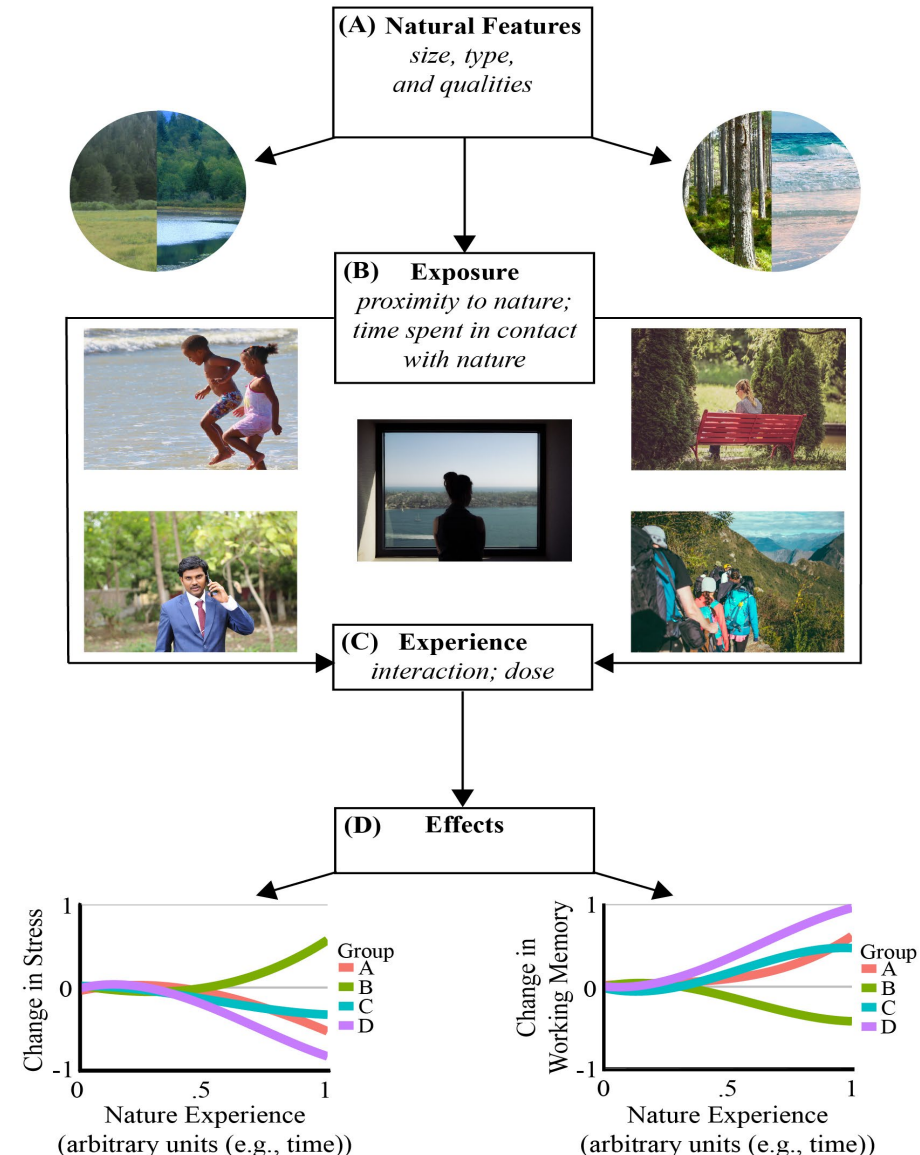 (A) Natural Features
size, type,
and qualities
(B) Exposure
proximity to nature;
time spent in contact
with nature
(C) Experience
interaction; dose
(D) Effects
Change in Stress
1
0
-1
0
.5
1
Nature Experience
(arbitrary units (e.g., time))
Group
A
B
C
D
Change in
Working Memory
1
0
-1
0
.5
1
Nature Experience
(arbitrary units (e.g., time))
Group
A
B
C
D